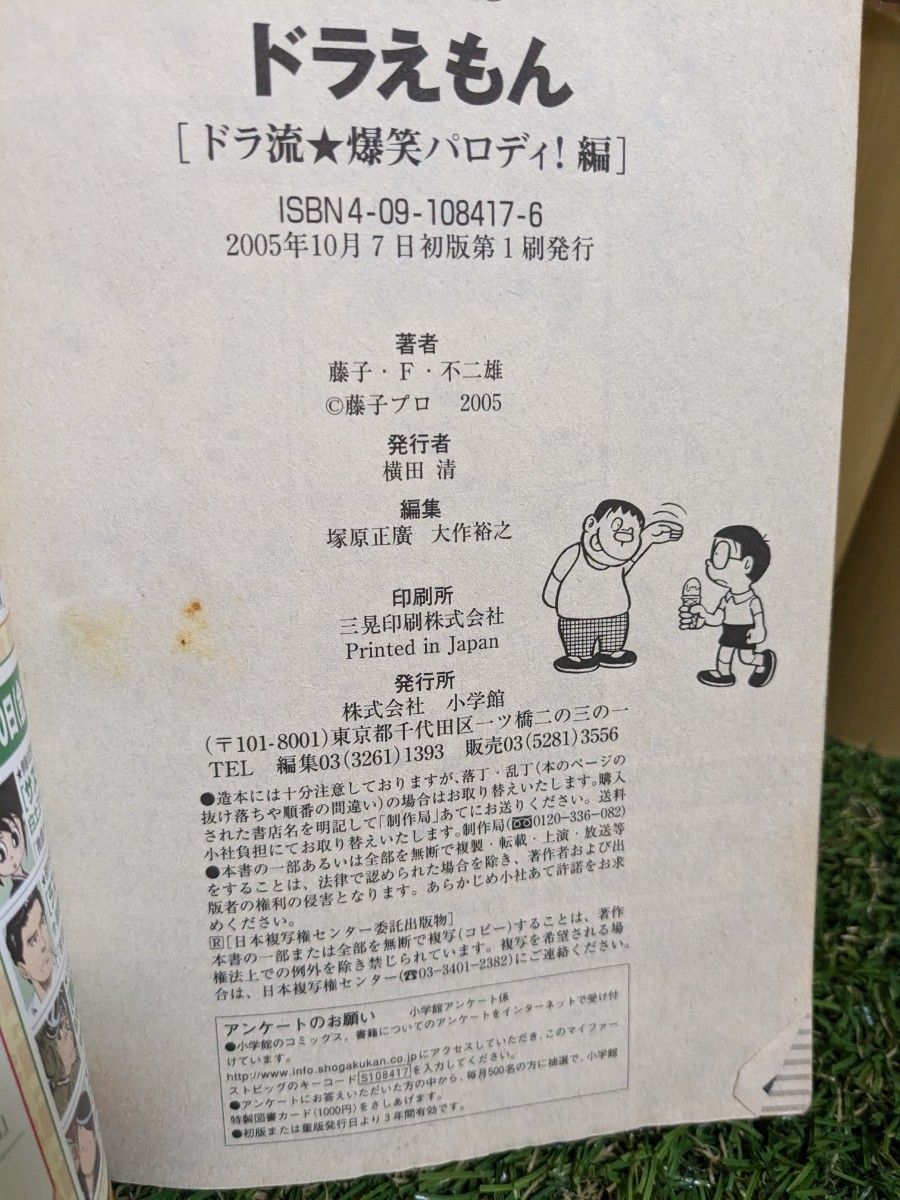 ドラえもん
[ドラ流★爆笑パロディ!編]
ISBN4-09-108417-6
2005年10月7日初版第1刷発行
著者
藤子・F・不二雄
©藤子プロ 2005
発行者
横田 清
編集
塚原正廣 大作裕之
印刷所
三晃印刷株式会社
Printed in Japan
発行所
株式会社 小学館
(〒101-8001)東京都千代田区一ツ橋二の三の一
TEL 編集03(3261)1393 販売03(5281)3556
●造本には十分注意しておりますが、落丁・乱丁(本のページの
抜け落ちや順番の間違い)の場合はお取り替えいたします。購入
された書店名を明記して「制作局」あてにお送りください。送料
小社負担にてお取り替えいたします。制作局(0120-336-082)
●本書の一部あるいは全部を無断で複製・転載・上演・放送等
をすることは、法律で認められた場合を除き、著作者および出
版者の権利の侵害となります。あらかじめ小社あて許諾をお求
めください。
R[日本複写権センター委託出版物]
本書の一部または全部を無断で複写(コピー)することは、著作
権法上での例外を除き禁じられています。複写を希望される場
合は、日本複写権センター(☎03-3401-2382)にご連絡ください。
アンケートのお願い 小学館アンケート係
●小学館のコミックス、書籍についてのアンケートをインターネットで受け付
けています。
http://www.info.shogakukan.co.jpにアクセスしていただき、このマイファー
ストビッグのキーコードS108417を入力してください。
●アンケートにお答えいただいた方の中から、毎月500名の方に抽選で、小学館
特製図書カード(1000円)をさしあげます。
●初版または重版発行日より3年間有効です。